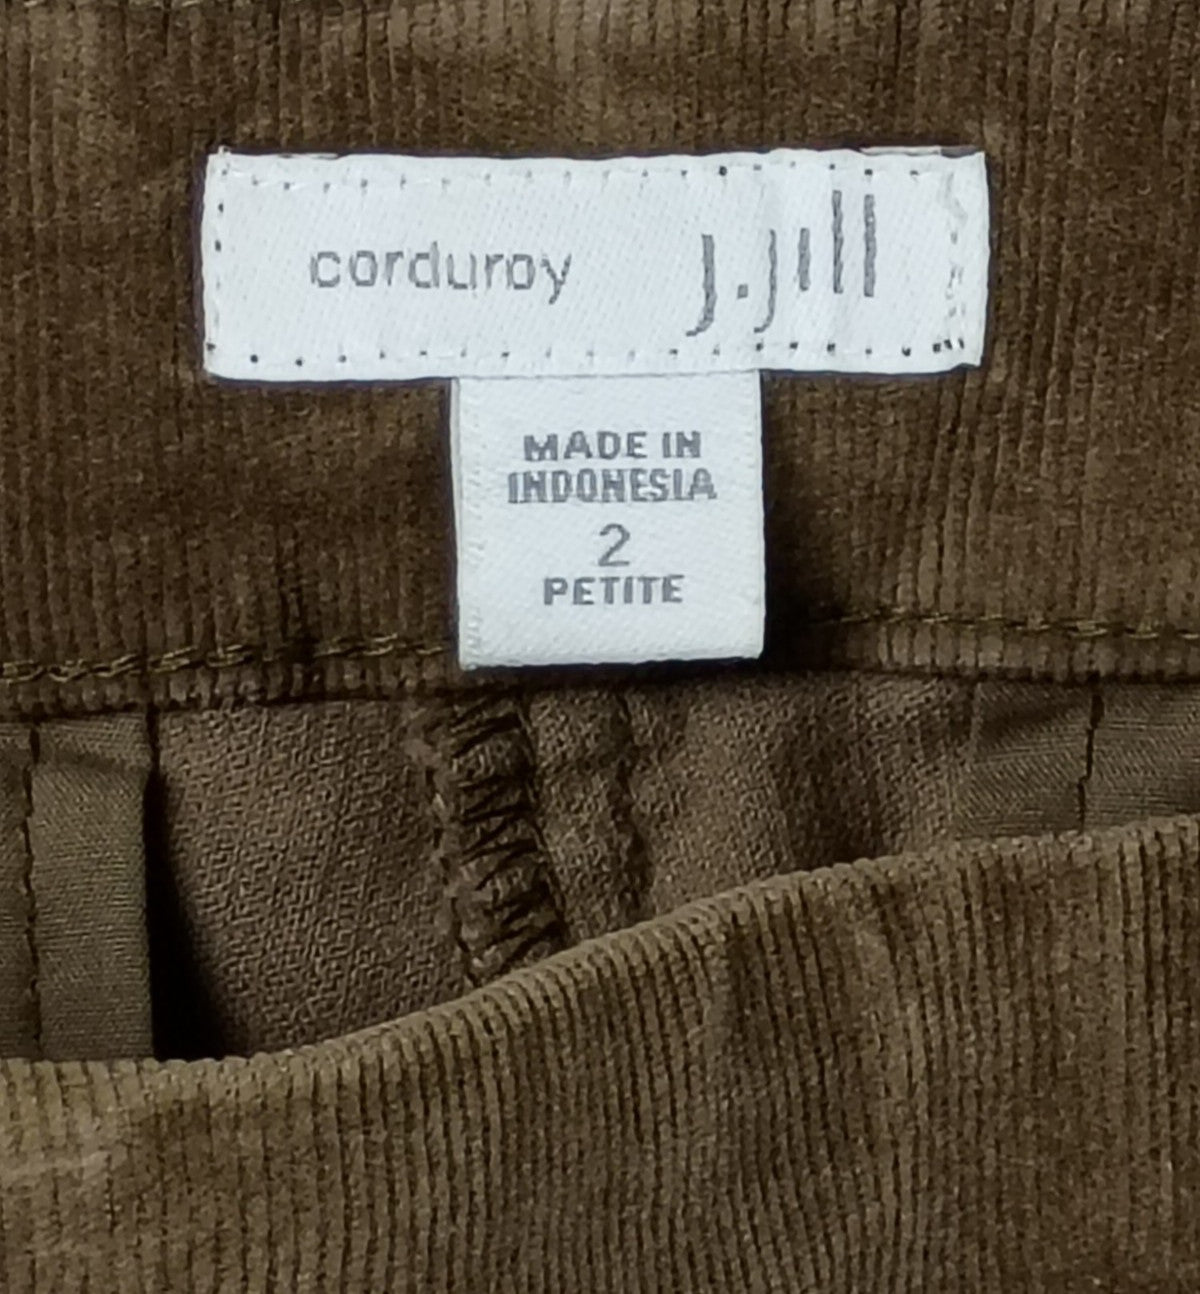 corduroy J.Jill
MADE IN
INDONESIA
2
PETITE